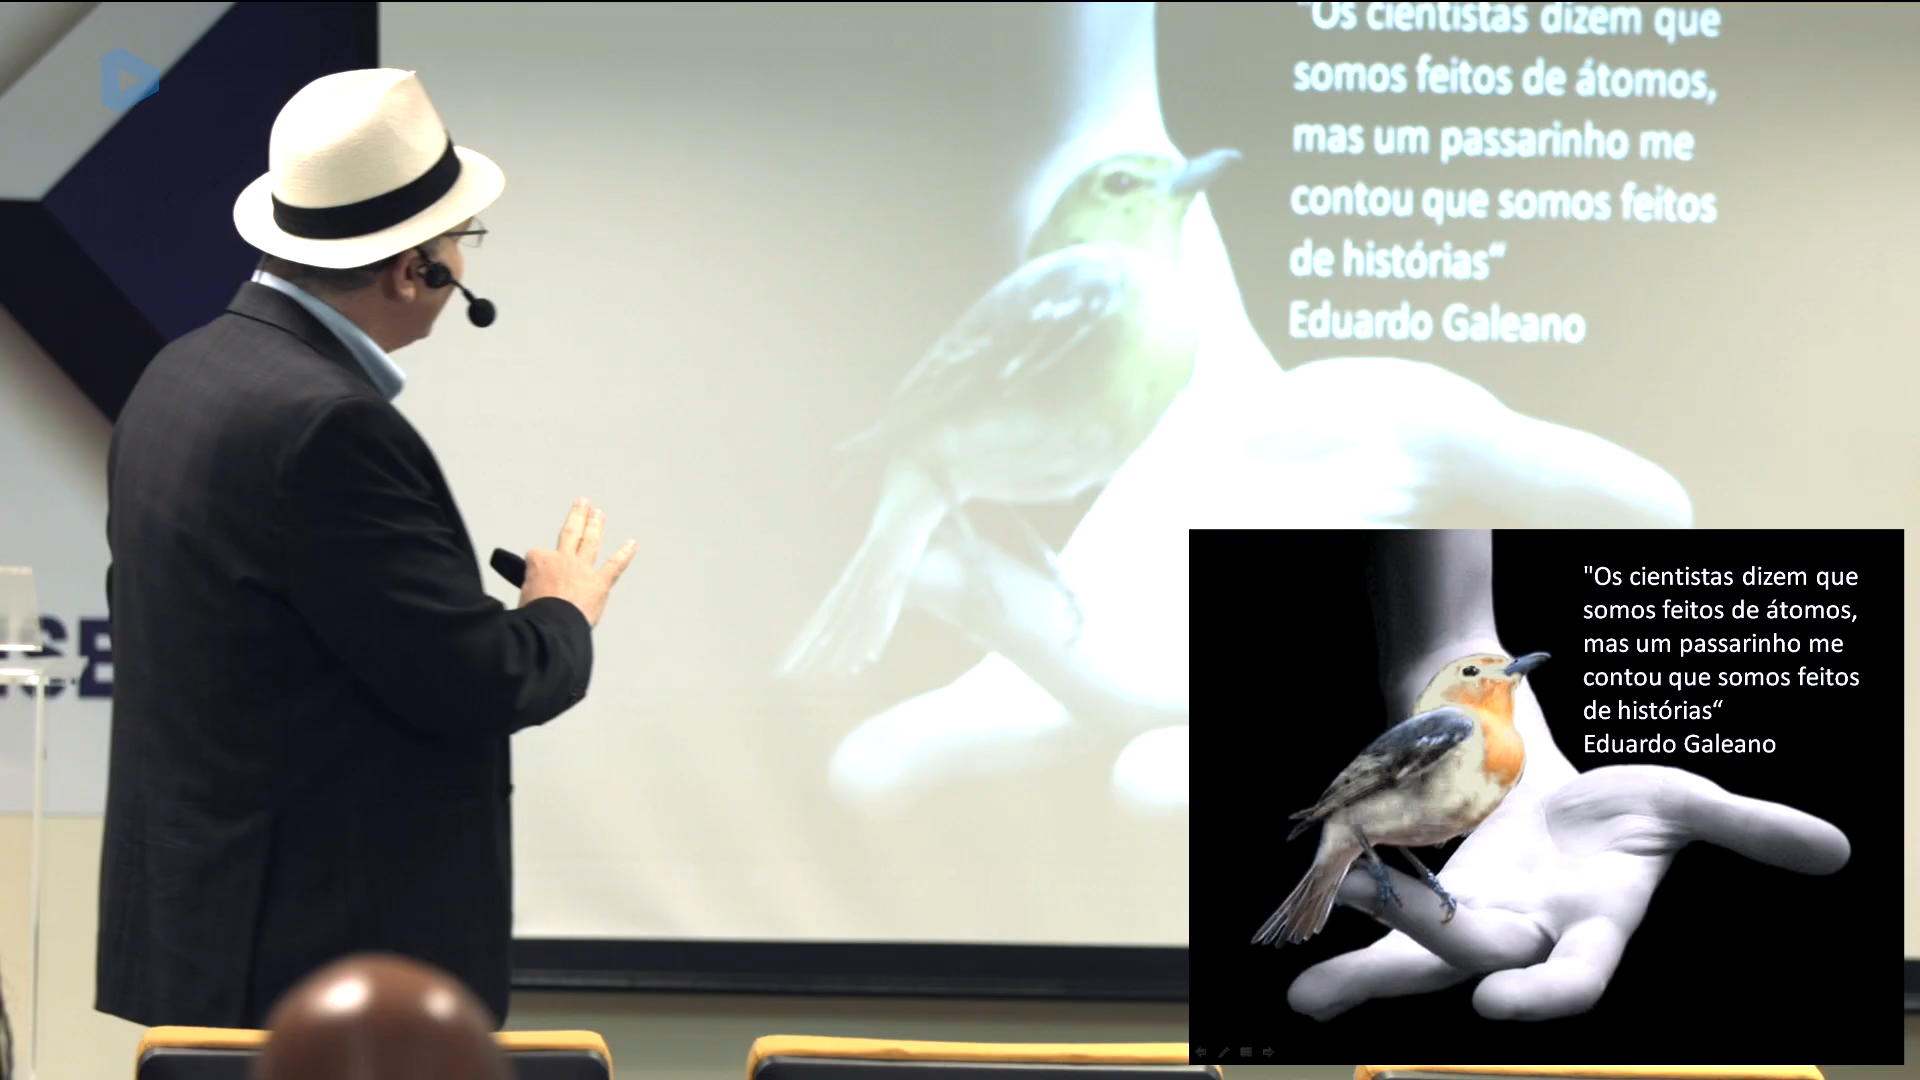 "Os cientistas dizem que
somos feitos de átomos,
mas um passarinho me
contou que somos feitos
de histórias“
Eduardo Galeano
"Os cientistas dizem que
somos feitos de átomos,
mas um passarinho me
contou que somos feitos
de histórias“
Eduardo Galeano